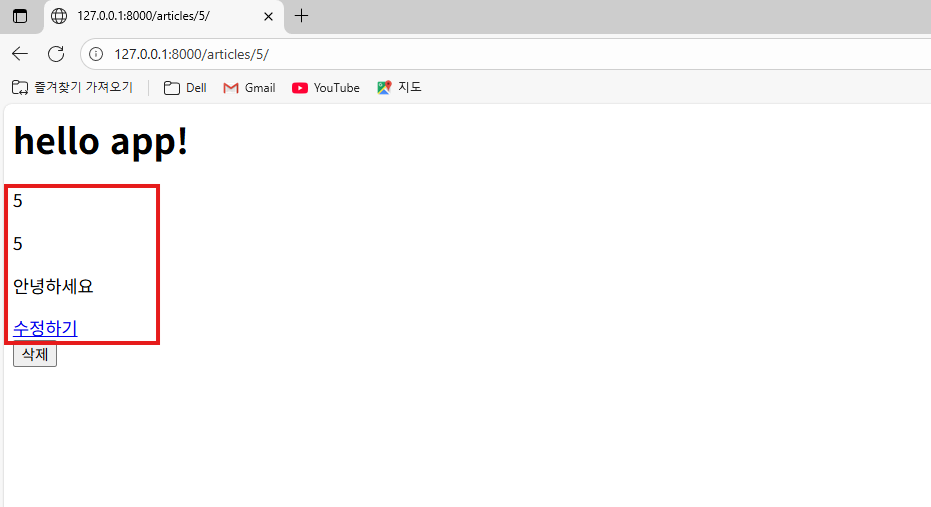 127.0.0.1:8000/articles/5/
127.0.0.1:8000/articles/5/
즐겨찾기 가져오기 Dell Gmail YouTube 지도
hello app!
5
5
안녕하세요
수정하기
삭제